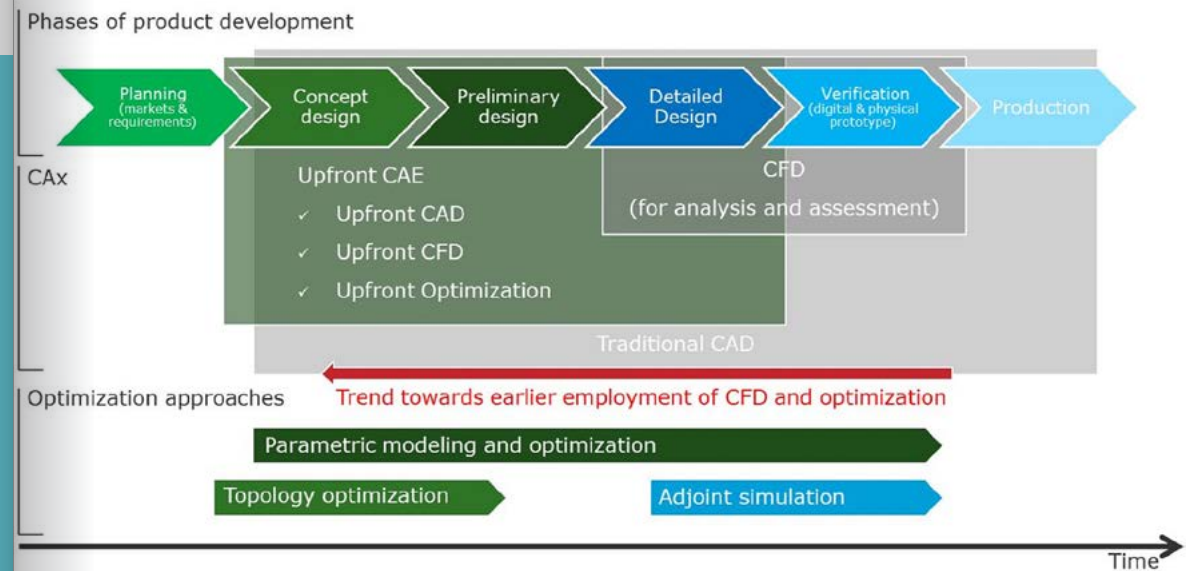 Phases of product development
Planning
(markets &
requirements)
Concept
design
Preliminary
design
Detailed
Design
Verification
(digital & physical
prototype)
Production
CAx
Upfront CAE
✓ Upfront CAD
✓ Upfront CFD
✓ Upfront Optimization
CFD
(for analysis and assessment)
Traditional CAD
Optimization approaches
Trend towards earlier employment of CFD and optimization
Parametric modeling and optimization
Topology optimization
Adjoint simulation
Time